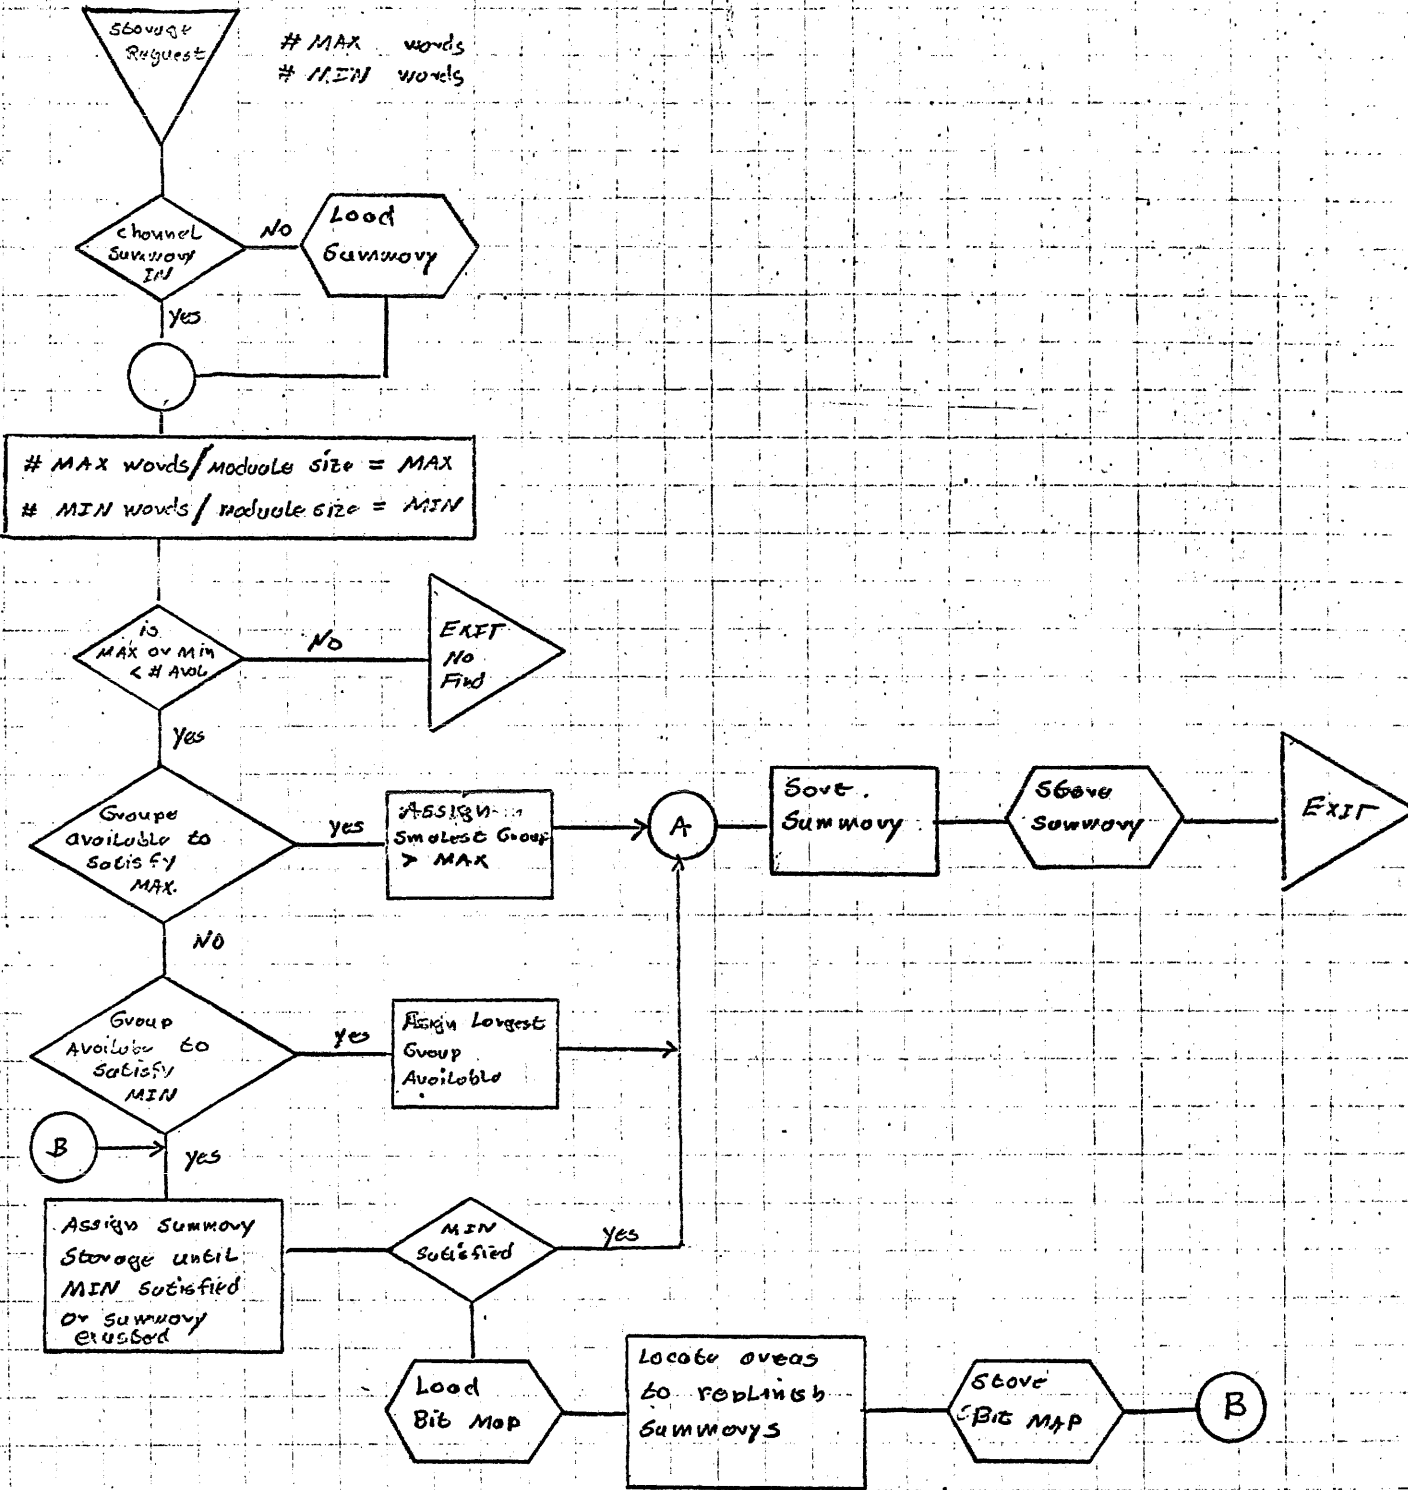 Storage
Request
# MAX words
# MIN words
Channel
Summary
IN
NO
Load
Summary
Yes
# MAX words/Module size = MAX
# MIN words/module size = MIN
is
MAX or Min
< # Avol
NO
EXIT
No
Find
Yes
Groupe
available to
satisfy
MAX.
yes
Assign
Smalest Group
> MAX
A
Sort.
Summary
Store
Summary
EXIT
NO
Group
Available to
Satisfy
MIN
yes
Assign Largest
Group
Available
B
yes
Assign Summary
Storage until
MIN satisfied
or summary
exusted
MIN
Satisfied
yes
Load
Bit Map
Locate areas
to replinish
Summarys
Store
Bit MAP
B